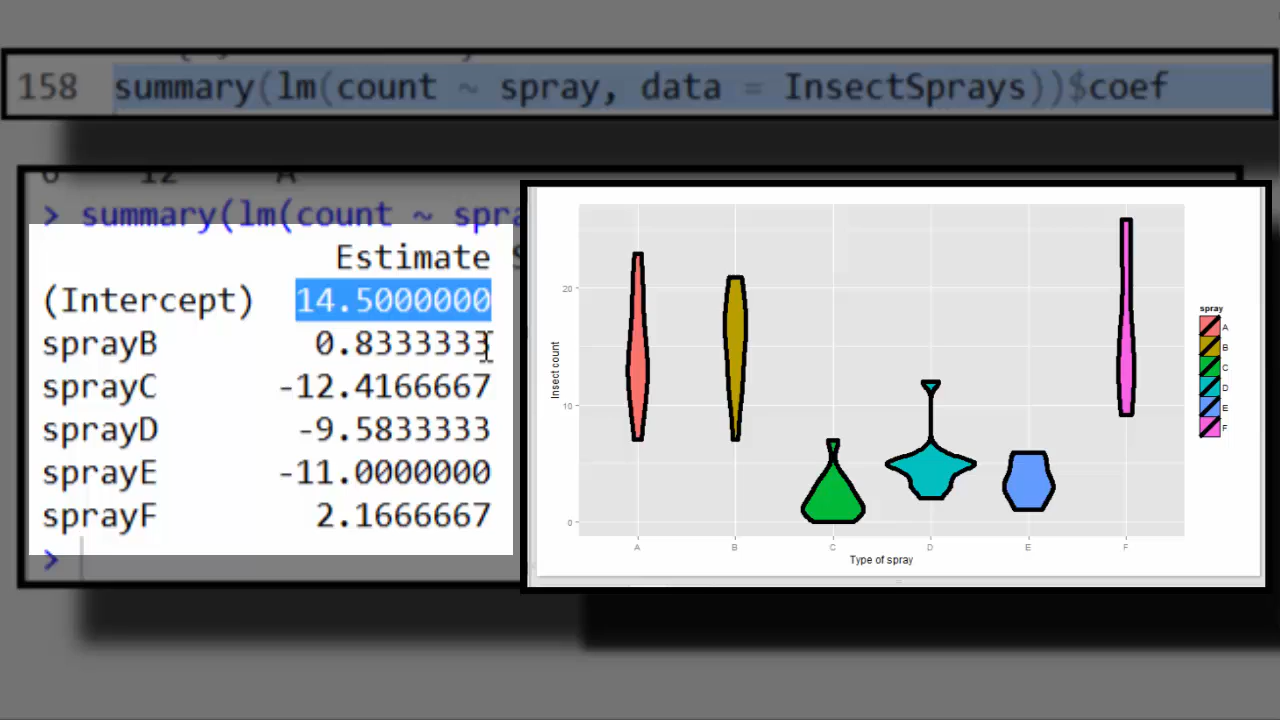 158 summary(lm(count ~ spray, data = InsectSprays))$coef
6 12 A
> summary(lm(count ~ spra
Estimate
(Intercept) 14.5000000
sprayB 0.8333333
sprayC -12.4166667
sprayD -9.5833333
sprayE -11.0000000
sprayF 2.1666667
>
Insect count
20
10
0
A B C D E F
Type of spray
spray
A
B
C
D
E
F